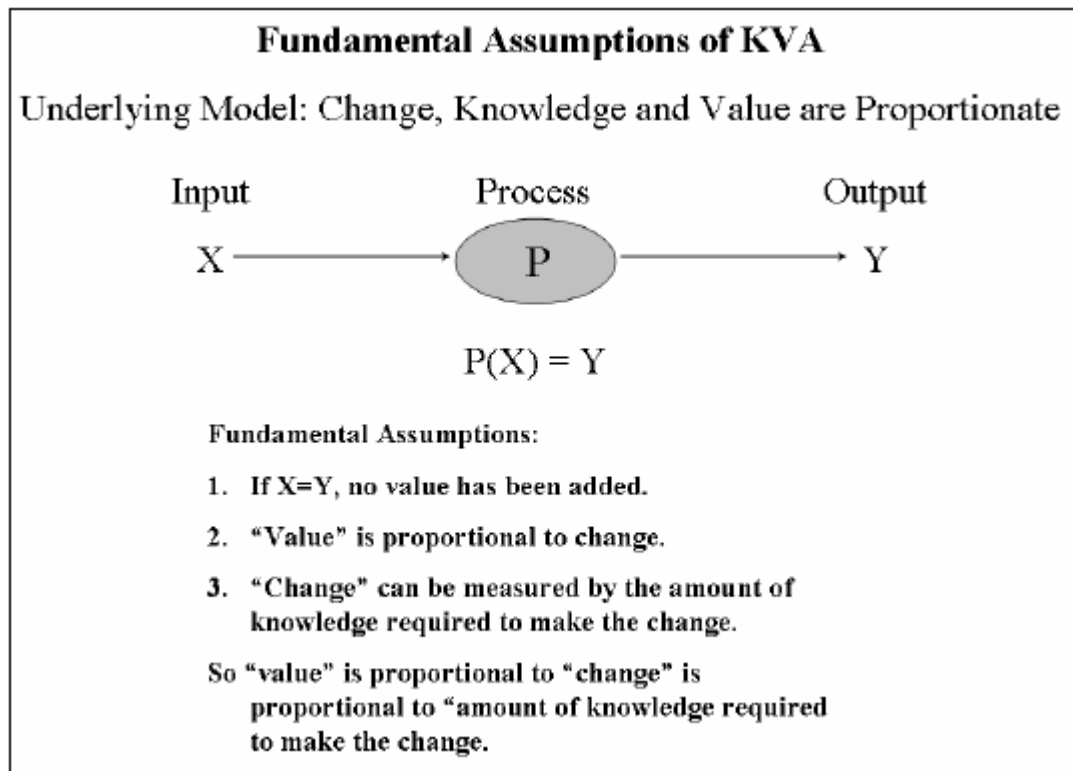 Fundamental Assumptions of KVA
Underlying Model: Change, Knowledge and Value are Proportionate
Input Process Output
X P Y
P(X) = Y
Fundamental Assumptions:
1. If X=Y, no value has been added.
2. “Value” is proportional to change.
3. “Change” can be measured by the amount of
knowledge required to make the change.
So “value” is proportional to “change” is
proportional to “amount of knowledge required
to make the change.